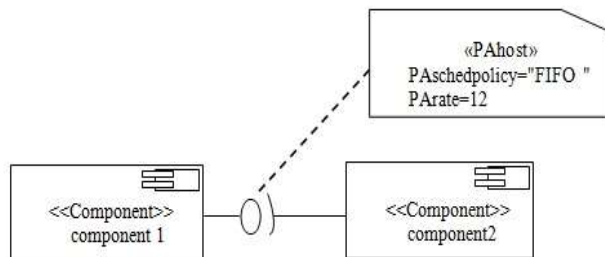 «PAhost»
PAschedpolicy="FIFO "
PArate=12
<<Component>>
component 1
<<Component>>
component2